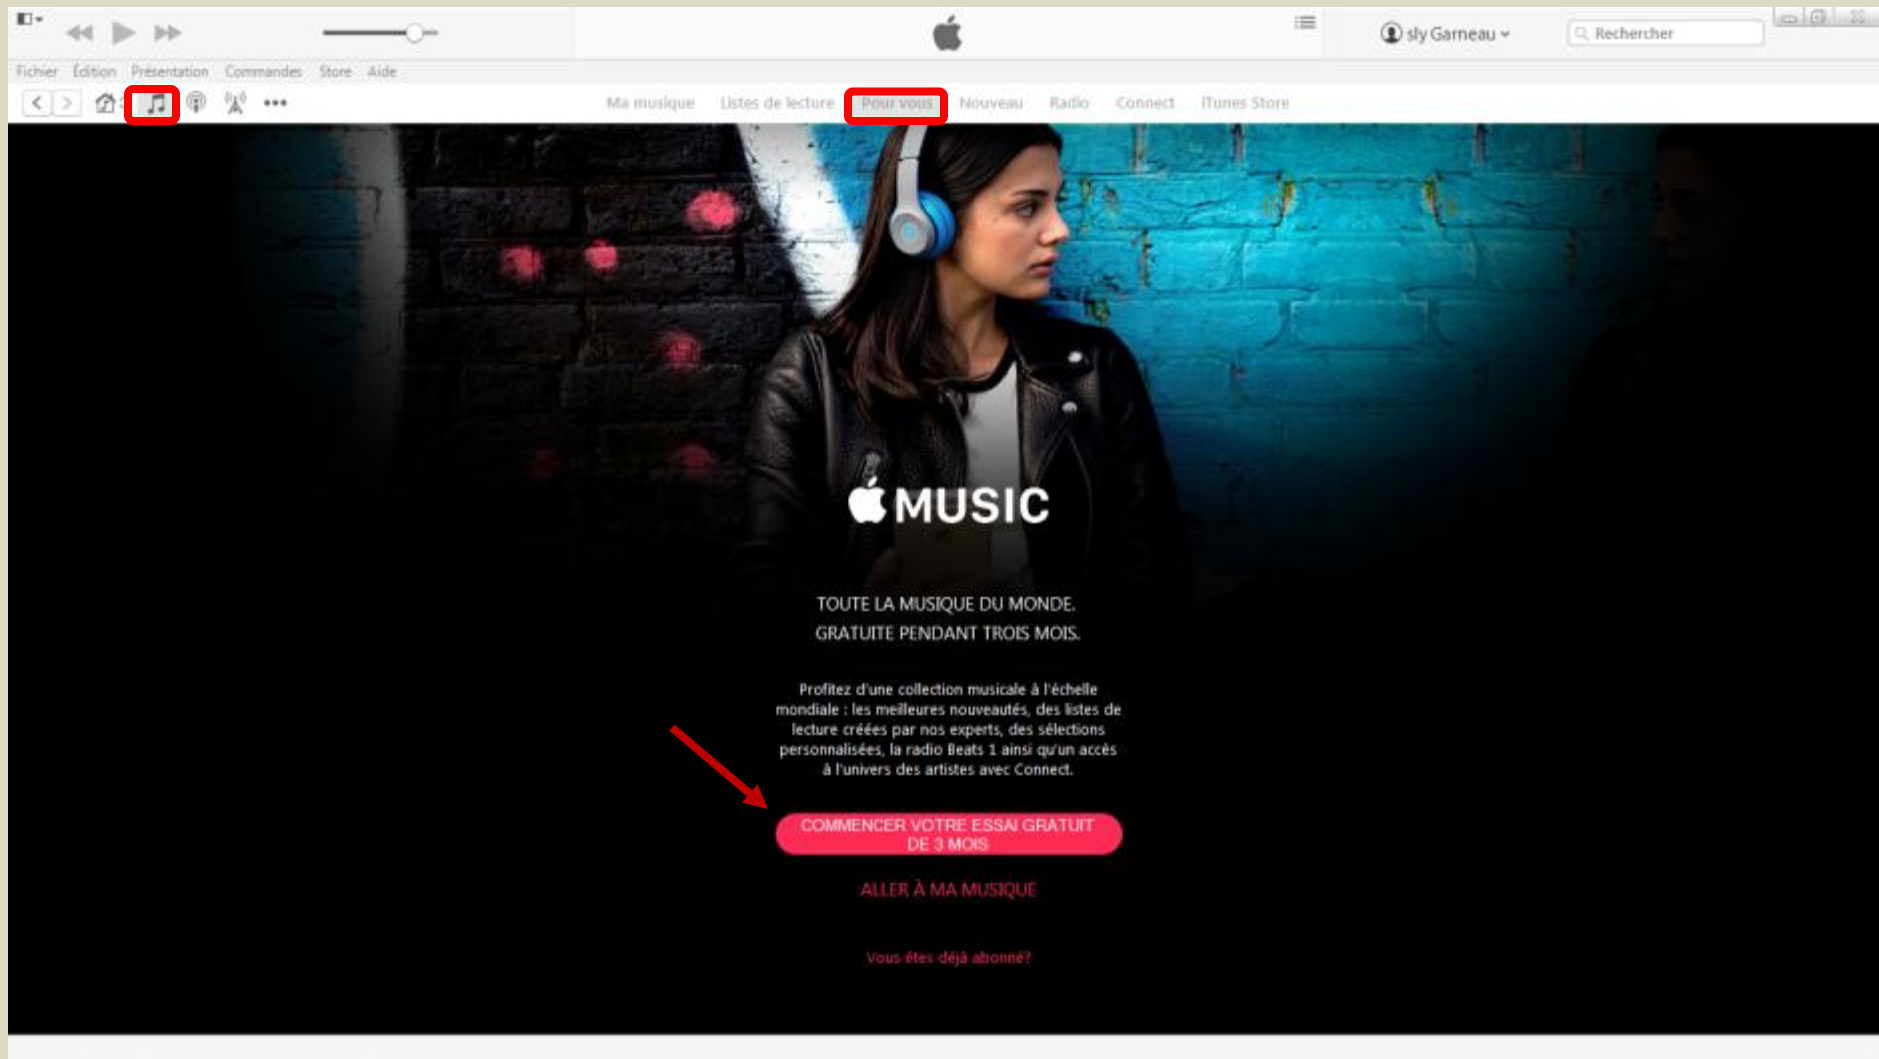 sly Garneau
Rechercher
Fichier Édition Présentation Commandes Store Aide
Ma musique Listes de lecture Pour vous Nouveau Radio Connect iTunes Store
MUSIC
TOUTE LA MUSIQUE DU MONDE.
GRATUITE PENDANT TROIS MOIS.
Profitez d'une collection musicale à l'échelle
mondiale : les meilleures nouveautés, des listes de
lecture créées par nos experts, des sélections
personnalisées, la radio Beats 1 ainsi qu'un accès
à l'univers des artistes avec Connect.
COMMENCER VOTRE ESSAI GRATUIT
DE 3 MOIS
ALLER À MA MUSIQUE
Vous êtes déjà abonné?